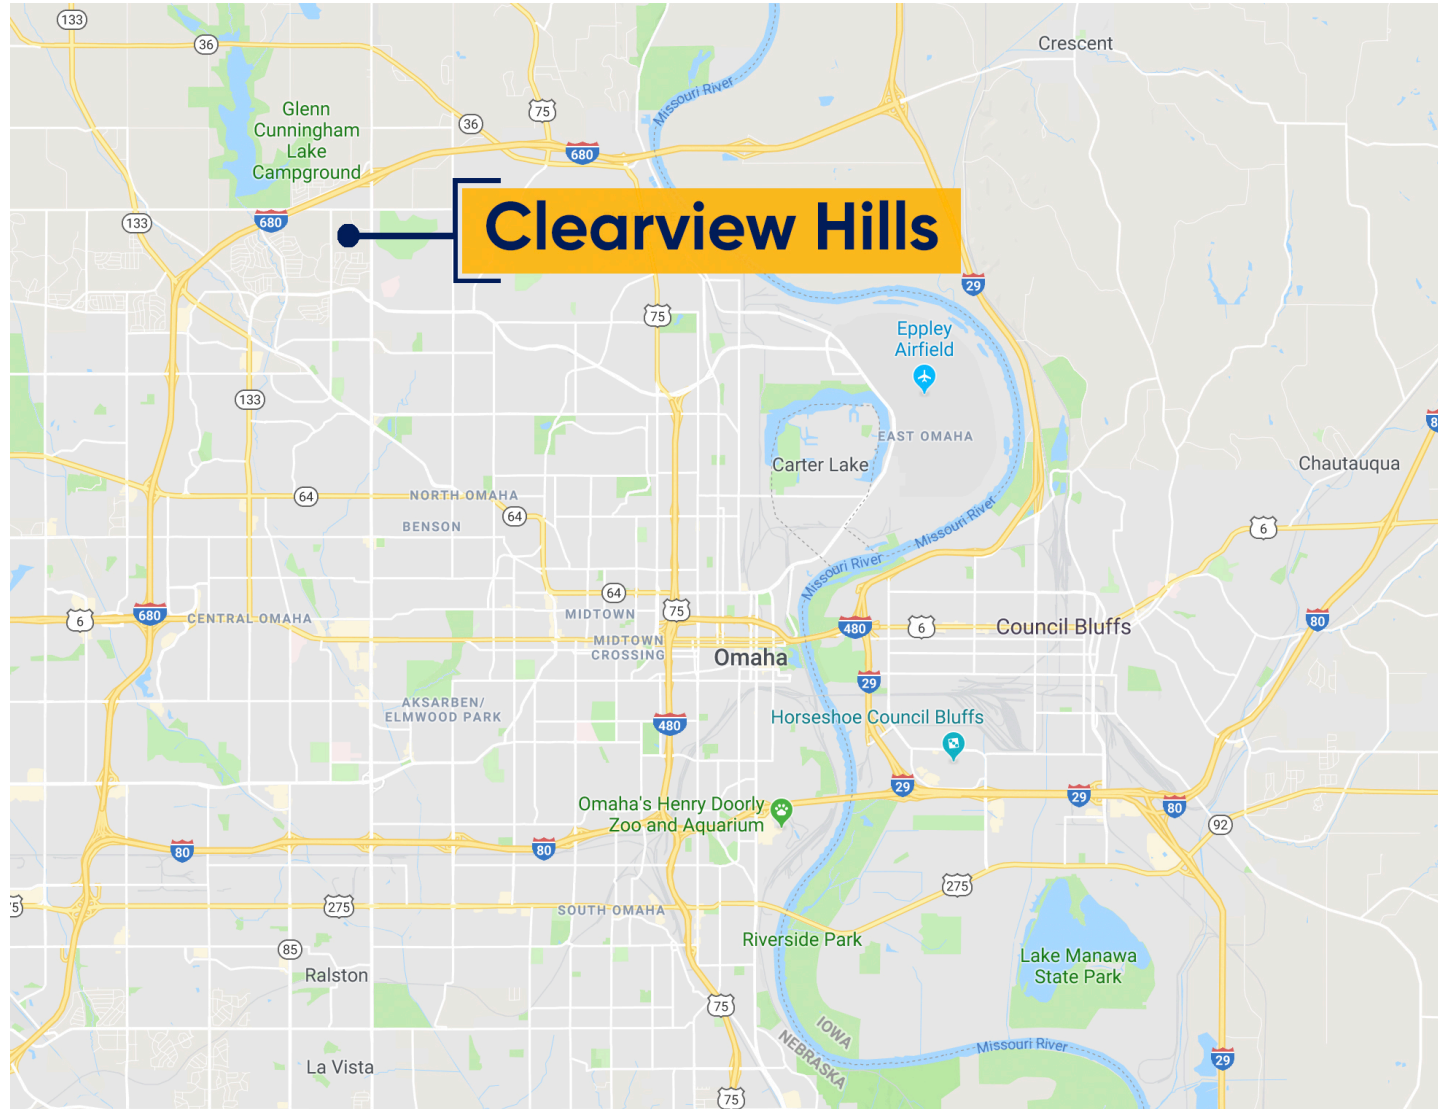 133
36
Crescent
Missouri River
Glenn
Cunningham
Lake
Campground
75
36
680
133
680
Clearview Hills
29
75
Eppley
Airfield
133
EAST OMAHA
Carter Lake
Chautauqua
64
NORTH OMAHA
BENSON
64
Missouri River
6
Missouri River
64
MIDTOWN
75
6
680
CENTRAL OMAHA
480
6
Council Bluffs
80
MIDTOWN
CROSSING
Omaha
29
AKSARBEN/
ELMWOOD PARK
480
Horseshoe Council Bluffs
29
29
80
Omaha's Henry Doorly
Zoo and Aquarium
92
80
80
275
275
SOUTH OMAHA
Riverside Park
85
Ralston
Lake Manawa
State Park
75
IOWA
NEBRASKA
Missouri River
La Vista
29
75